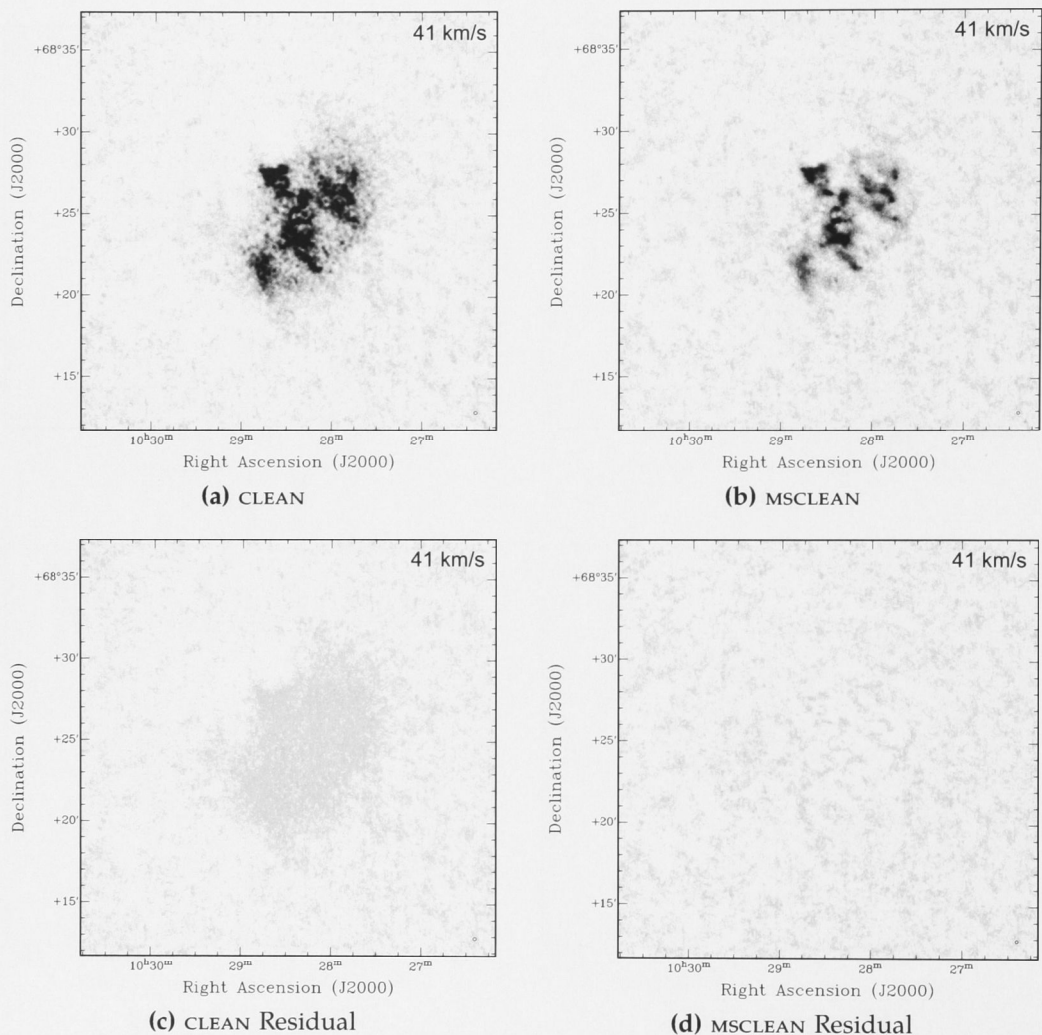 41 km/s
+68°35′
+30′
+25′
+20′
+15′
Declination (J2000)
10ʰ30ᵐ 29ᵐ 28ᵐ 27ᵐ
Right Ascension (J2000)
(a) CLEAN
41 km/s
+68°35′
+30′
+25′
+20′
+15′
Declination (J2000)
10ʰ30ᵐ 29ᵐ 28ᵐ 27ᵐ
Right Ascension (J2000)
(b) MSCLEAN
41 km/s
+68°35′
+30′
+25′
+20′
+15′
Declination (J2000)
10ʰ30ᵐ 29ᵐ 28ᵐ 27ᵐ
Right Ascension (J2000)
(c) CLEAN Residual
41 km/s
+68°35′
+30′
+25′
+20′
+15′
Declination (J2000)
10ʰ30ᵐ 29ᵐ 28ᵐ 27ᵐ
Right Ascension (J2000)
(d) MSCLEAN Residual